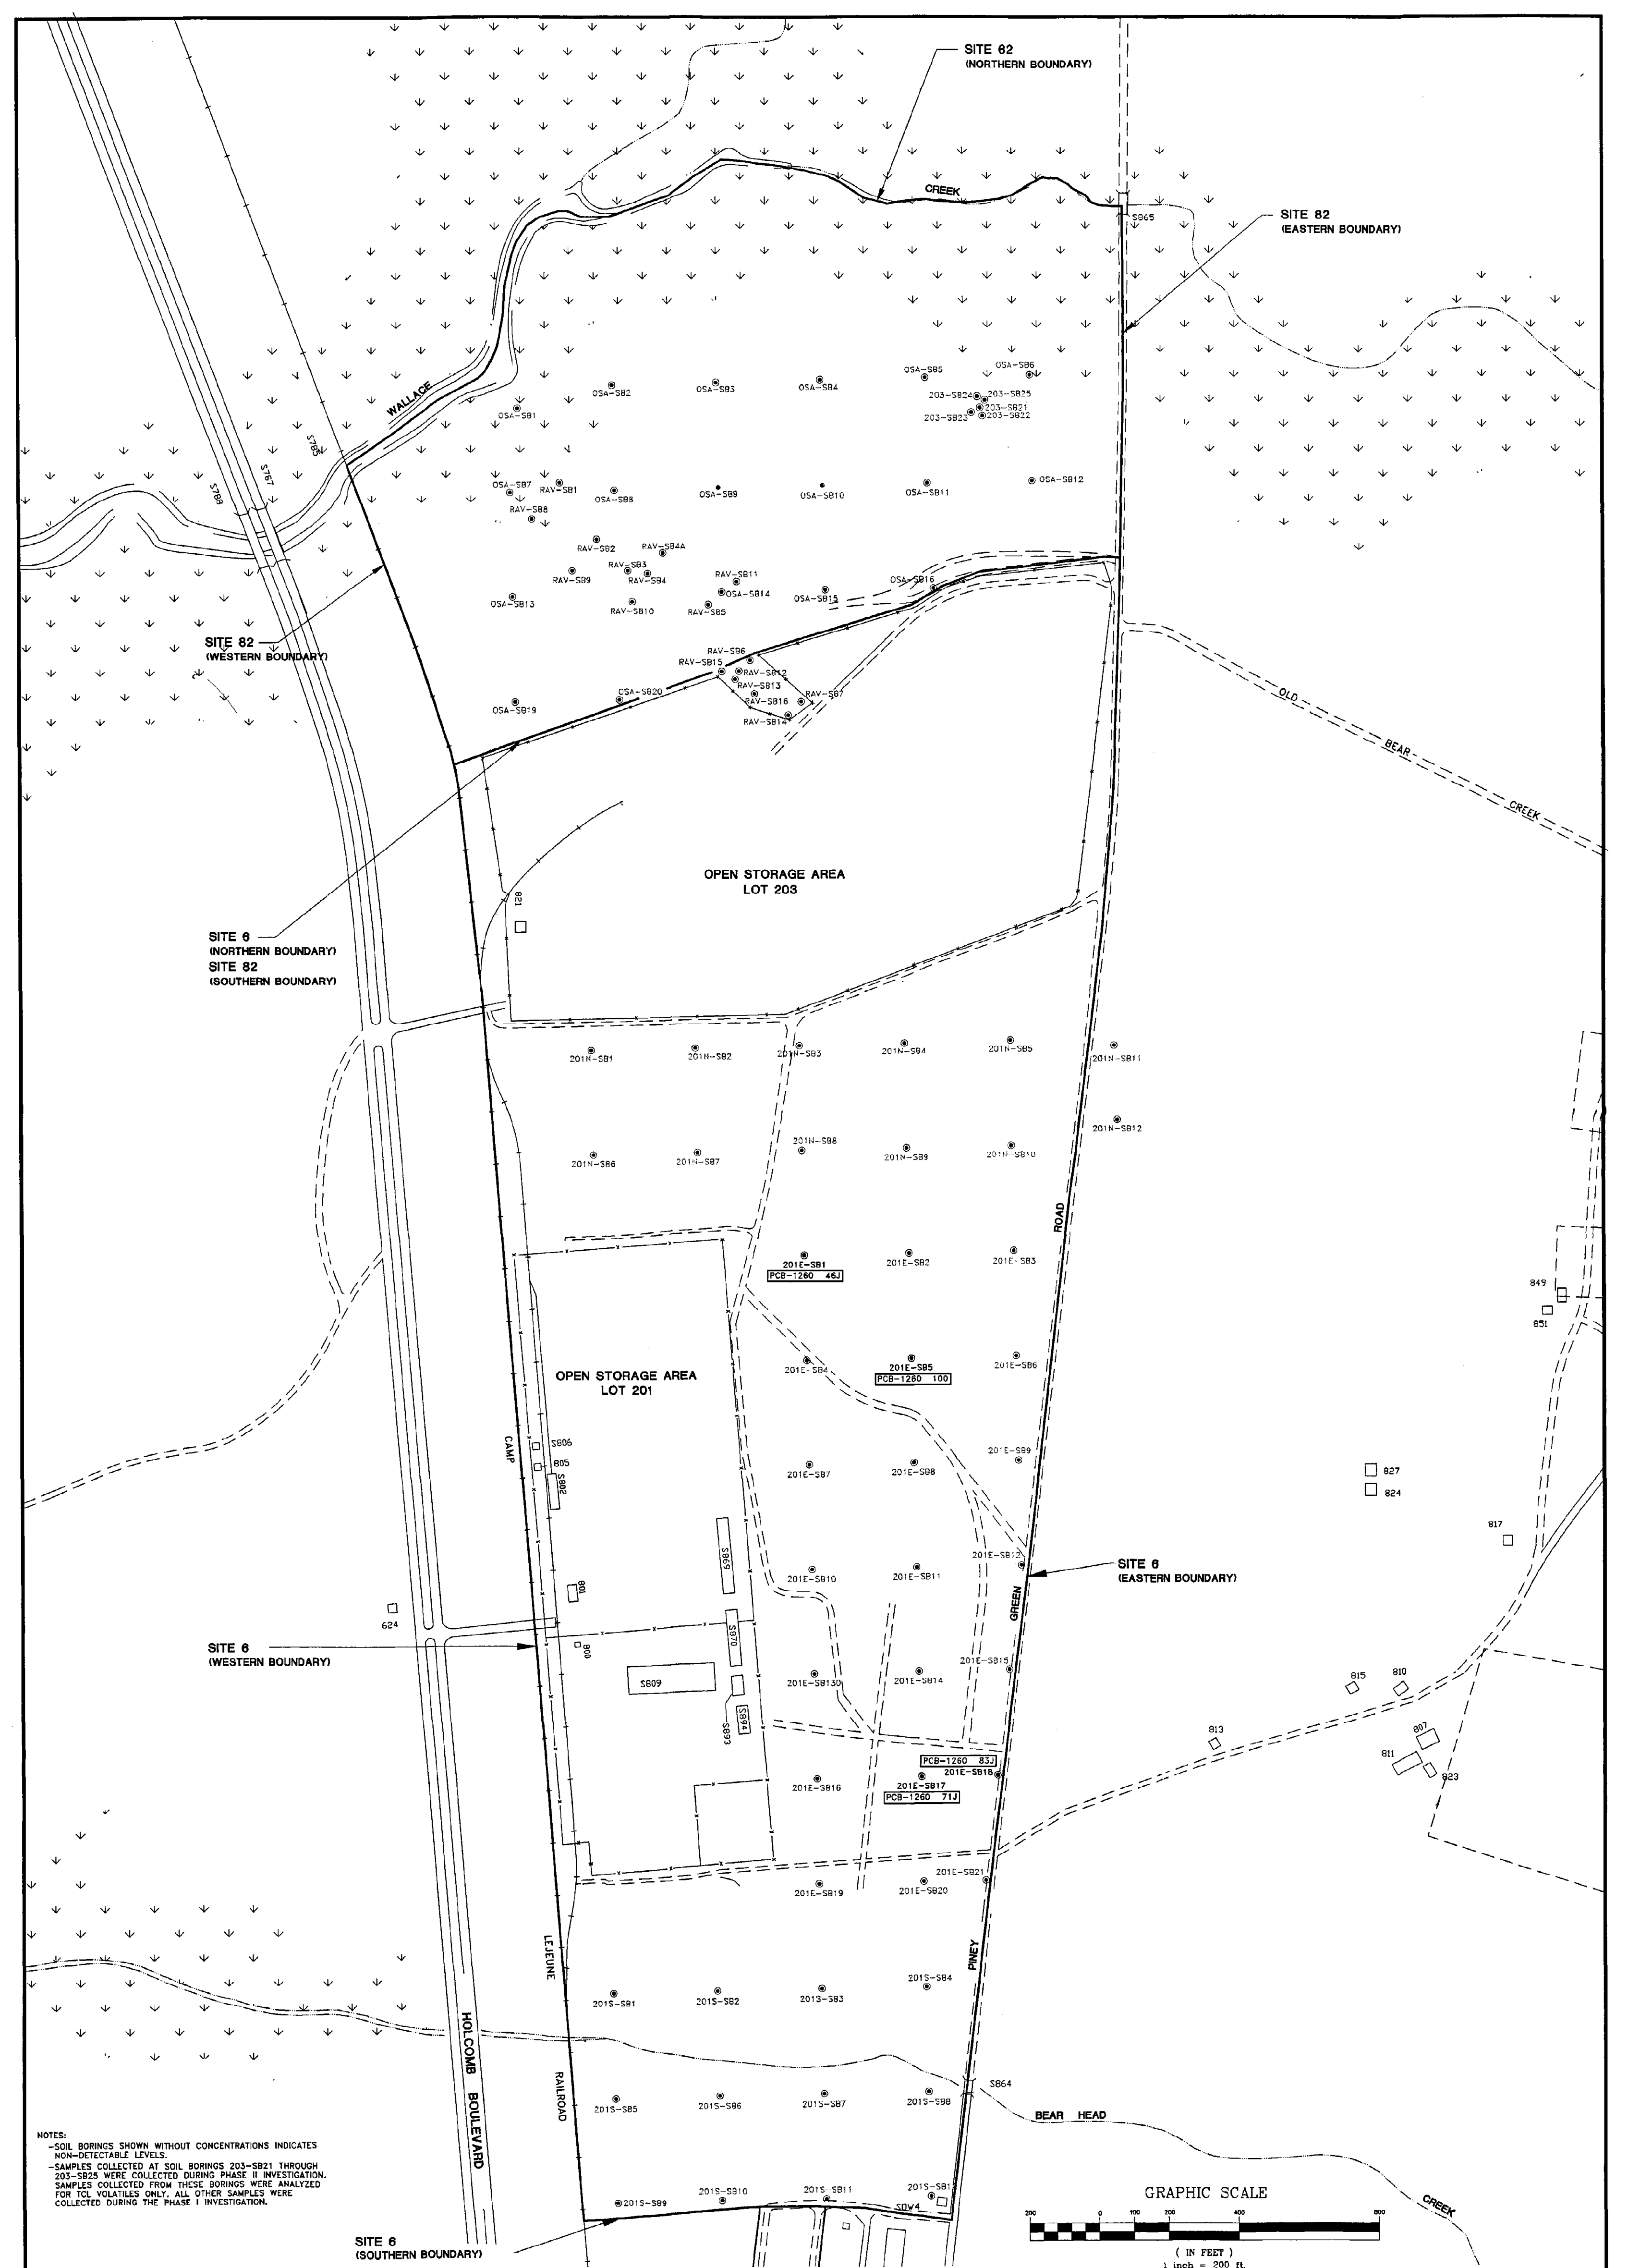 SITE 82
(NORTHERN BOUNDARY)
CREEK
S865
SITE 82
(EASTERN BOUNDARY)
WALLACE
S785
S767
S788
OSA-SB1
OSA-SB2
OSA-SB3
OSA-SB4
OSA-SB5
OSA-SB6
203-SB24
203-SB25
203-SB21
203-SB23
203-SB22
OSA-SB7
RAV-SB1
OSA-SB8
OSA-SB9
OSA-SB10
OSA-SB11
OSA-SB12
RAV-SB8
RAV-SB2
RAV-SB4A
RAV-SB9
RAV-SB3
RAV-SB4
RAV-SB11
OSA-SB14
OSA-SB13
RAV-SB10
RAV-SB5
OSA-SB15
OSA-SB16
SITE 82
(WESTERN BOUNDARY)
RAV-SB6
RAV-SB15
RAV-SB12
RAV-SB13
RAV-SB16
RAV-SB7
RAV-SB14
OSA-SB19
OSA-SB20
OLD
BEAR
CREEK
OPEN STORAGE AREA
LOT 203
821
SITE 6
(NORTHERN BOUNDARY)
SITE 82
(SOUTHERN BOUNDARY)
201N-SB1
201N-SB2
201N-SB3
201N-SB4
201N-SB5
201N-SB11
201N-SB12
201N-SB6
201N-SB7
201N-SB8
201N-SB9
201N-SB10
ROAD
201E-SB1
PCB-1260 46J
201E-SB2
201E-SB3
849
851
OPEN STORAGE AREA
LOT 201
201E-SB4
201E-SB5
PCB-1260 100
201E-SB6
CAMP
S806
805
S802
201E-SB7
201E-SB8
201E-SB9
827
824
817
S869
201E-SB10
201E-SB11
201E-SB12
SITE 6
(EASTERN BOUNDARY)
801
GREEN
624
SITE 6
(WESTERN BOUNDARY)
800
S870
S809
S893
S894
201E-SB130
201E-SB14
201E-SB15
815
810
813
807
811
823
PCB-1260 83J
201E-SB18
201E-SB16
201E-SB17
PCB-1260 71J
201E-SB19
201E-SB20
201E-SB21
LEJEUNE
PINEY
201S-SB1
201S-SB2
201S-SB3
201S-SB4
HOLCOMB BOULEVARD
RAILROAD
S864
201S-SB5
201S-SB6
201S-SB7
201S-SB8
BEAR HEAD
CREEK
NOTES:
-SOIL BORINGS SHOWN WITHOUT CONCENTRATIONS INDICATES
NON-DETECTABLE LEVELS.
-SAMPLES COLLECTED AT SOIL BORINGS 203-SB21 THROUGH
203-SB25 WERE COLLECTED DURING PHASE II INVESTIGATION.
SAMPLES COLLECTED FROM THESE BORINGS WERE ANALYZED
FOR TCL VOLATILES ONLY. ALL OTHER SAMPLES WERE
COLLECTED DURING THE PHASE I INVESTIGATION.
201S-SB9
201S-SB10
201S-SB11
201S-SB1
SITE 6
(SOUTHERN BOUNDARY)
GRAPHIC SCALE
200 0 100 200 400 800
( IN FEET )
1 inch = 200 ft.